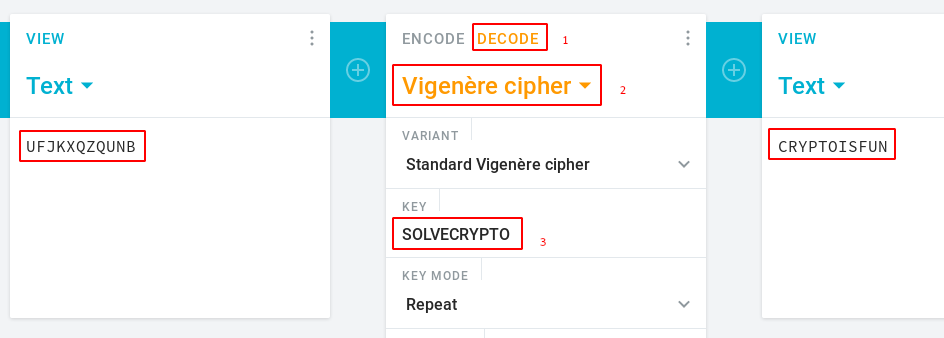 VIEW
Text
UFJKXQZQUNB
ENCODE DECODE 1
Vigenère cipher 2
VARIANT
Standard Vigenère cipher
KEY
SOLVECRYPTO 3
KEY MODE
Repeat
VIEW
Text
CRYPTOISFUN